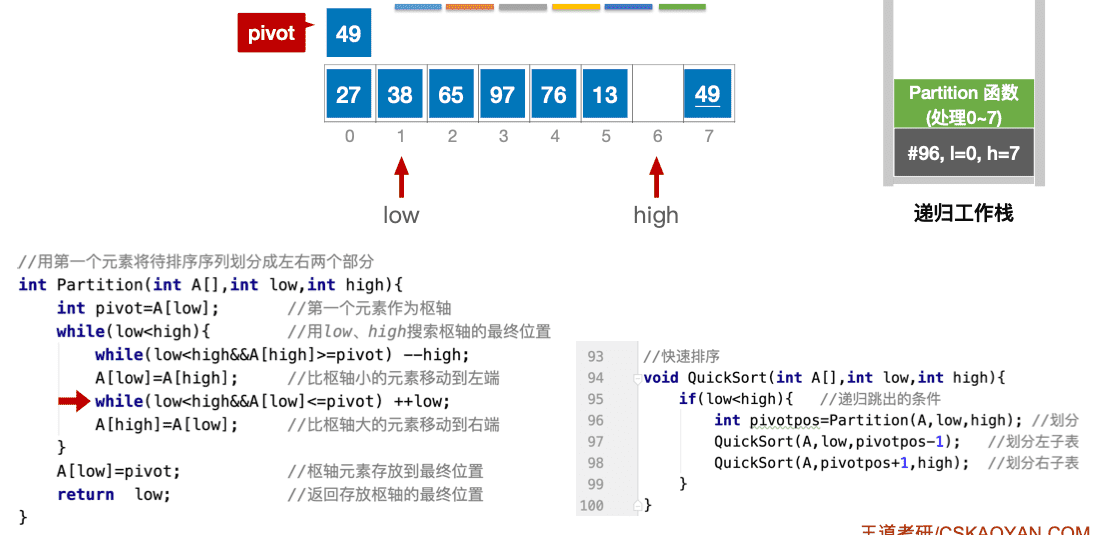 pivot
49
27 38 65 97 76 13 49
0 1 2 3 4 5 6 7
low high
Partition 函数
(处理0~7)
#96, l=0, h=7
递归工作栈
//用第一个元素将待排序序列划分成左右两个部分
int Partition(int A[],int low,int high){
int pivot=A[low]; //第一个元素作为枢轴
while(low<high){ //用low、high搜索枢轴的最终位置
while(low<high&&A[high]>=pivot) --high;
A[low]=A[high]; //比枢轴小的元素移动到左端
while(low<high&&A[low]<=pivot) ++low;
A[high]=A[low]; //比枢轴大的元素移动到右端
}
A[low]=pivot; //枢轴元素存放到最终位置
return low; //返回存放枢轴的最终位置
}
93 //快速排序
94 void QuickSort(int A[],int low,int high){
95 if(low<high){ //递归跳出的条件
96 int pivotpos=Partition(A,low,high); //划分
97 QuickSort(A,low,pivotpos-1); //划分左子表
98 QuickSort(A,pivotpos+1,high); //划分右子表
99 }
100 }
王道考研/CSKAOYAN.COM